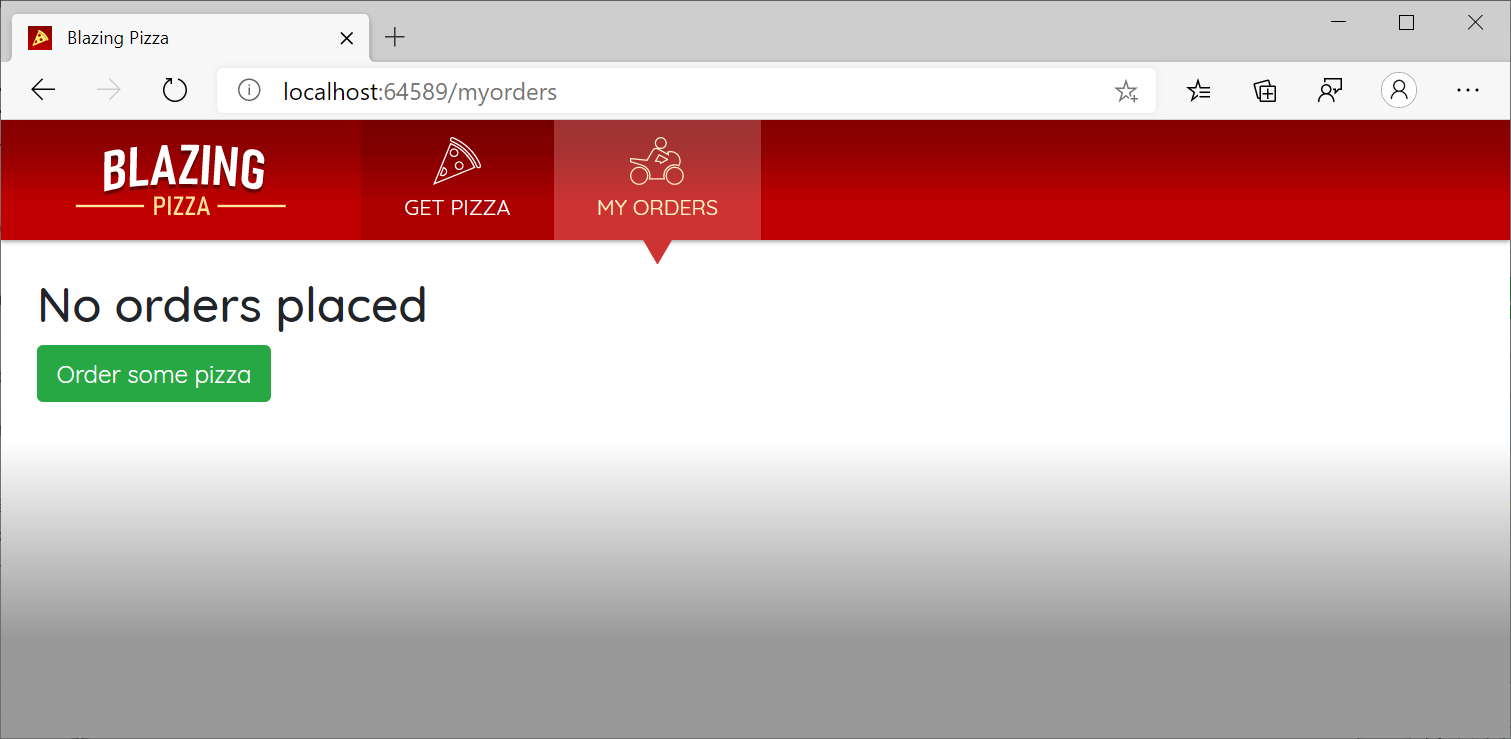 Blazing Pizza
localhost:64589/myorders
BLAZING
PIZZA
GET PIZZA
MY ORDERS
No orders placed
Order some pizza